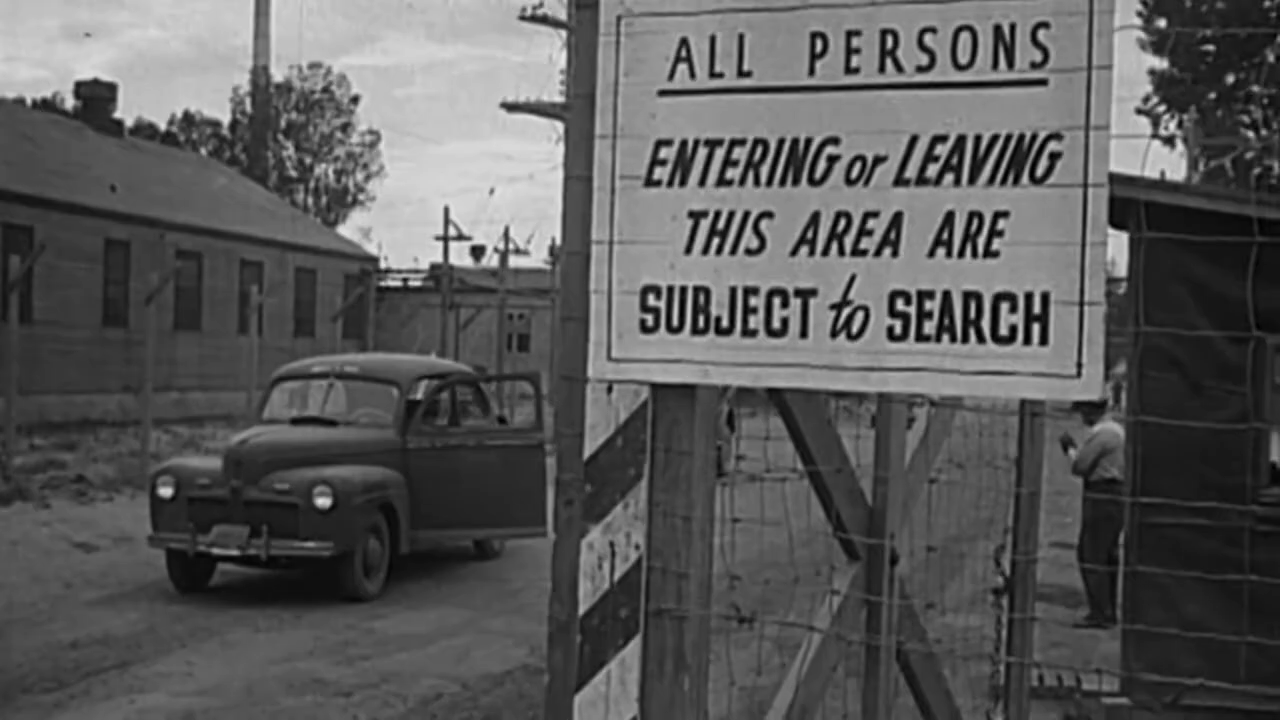 ALL PERSONS
ENTERING or LEAVING
THIS AREA ARE
SUBJECT to SEARCH